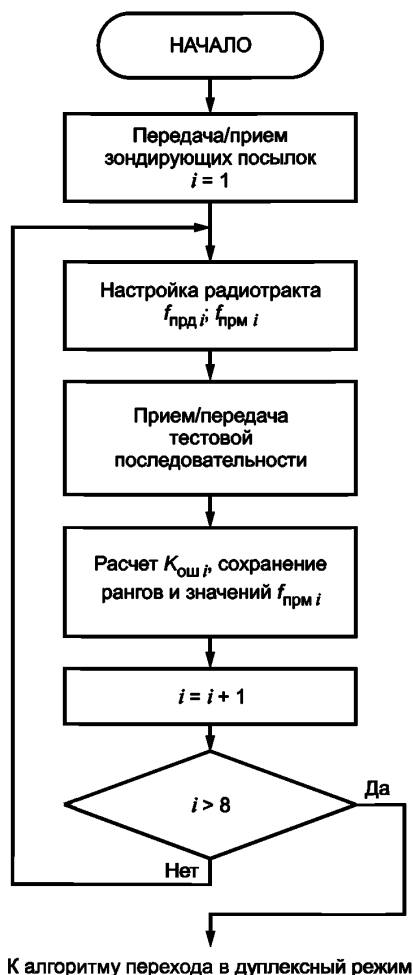 НАЧАЛО
Передача/прием
зондирующих посылок
i = 1
Настройка радиотракта
fпрд i; fпрм i
Прием/передача
тестовой
последовательности
Расчет Kош i, сохранение
рангов и значений fпрм i
i = i + 1
i > 8
Да
Нет
К алгоритму перехода в дуплексный режим